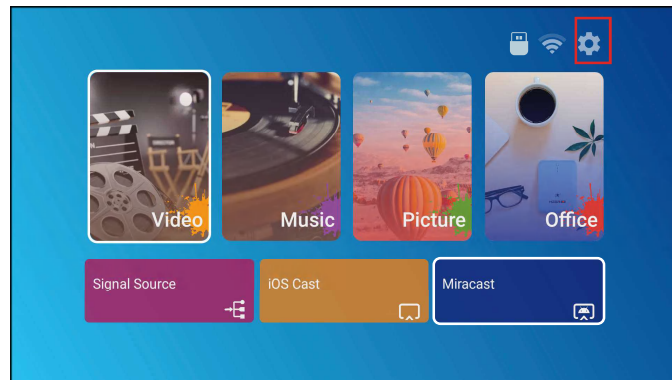 Video
Music
Picture
Office
Signal Source
iOS Cast
Miracast